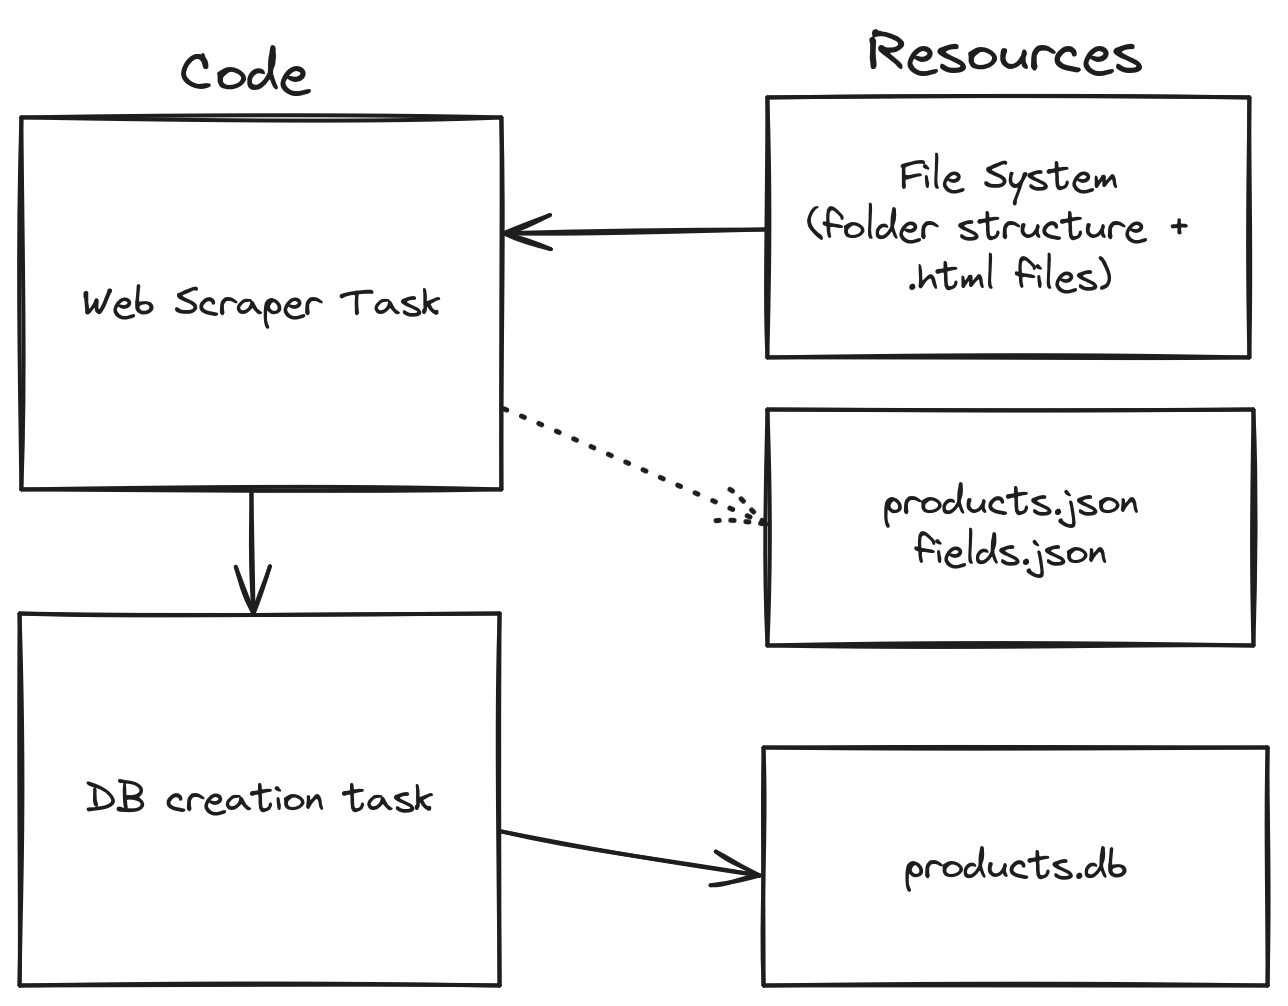 Code
Resources
File System
(folder structure +
.html files)
Web Scraper Task
products.json
fields.json
DB creation task
products.db